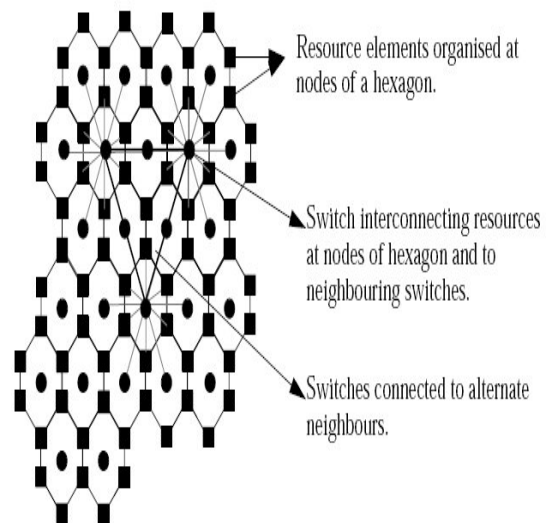 Resource elements organised at
nodes of a hexagon.
Switch interconnecting resources
at nodes of hexagon and to
neighbouring switches.
Switches connected to alternate
neighbours.